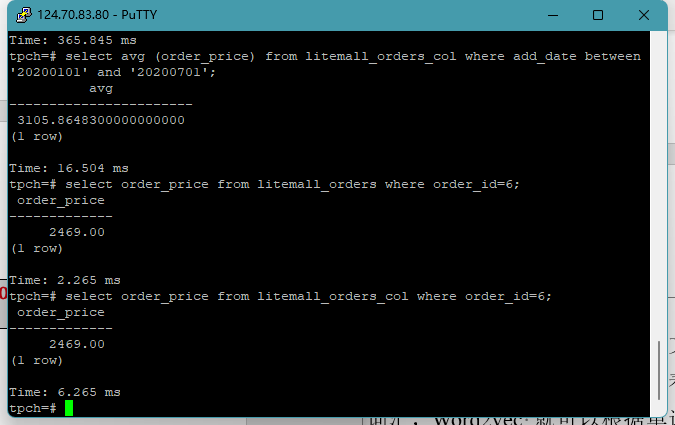 124.70.83.80 - PuTTY
Time: 365.845 ms
tpch=# select avg (order_price) from litemall_orders_col where add_date between
'20200101' and '20200701';
avg
-----------------------
3105.8648300000000000
(1 row)
Time: 16.504 ms
tpch=# select order_price from litemall_orders where order_id=6;
order_price
-------------
2469.00
(1 row)
Time: 2.265 ms
tpch=# select order_price from litemall_orders_col where order_id=6;
order_price
-------------
2469.00
(1 row)
Time: 6.265 ms
tpch=#